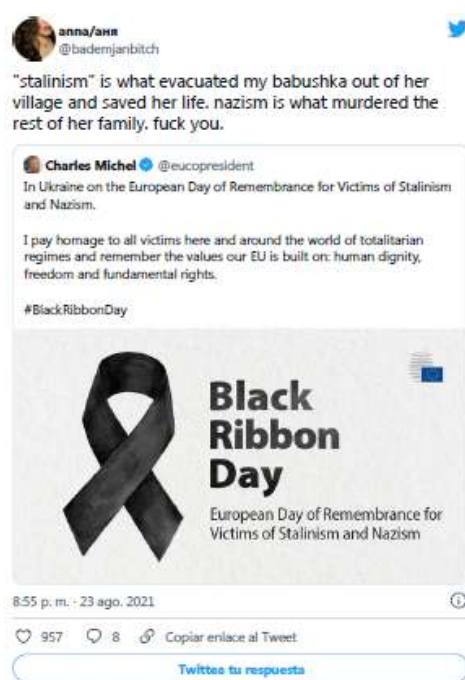 anna/аня
@bademjanbitch
"stalinism" is what evacuated my babushka out of her
village and saved her life. nazism is what murdered the
rest of her family. fuck you.
Charles Michel @eucopresident
In Ukraine on the European Day of Remembrance for Victims of Stalinism
and Nazism.
I pay homage to all victims here and around the world of totalitarian
regimes and remember the values our EU is built on: human dignity,
freedom and fundamental rights.
#BlackRibbonDay
Black
Ribbon
Day
European Day of Remembrance for
Victims of Stalinism and Nazism
8:55 p. m. · 23 ago. 2021
957 8 Copiar enlace al Tweet
Twittea tu respuesta